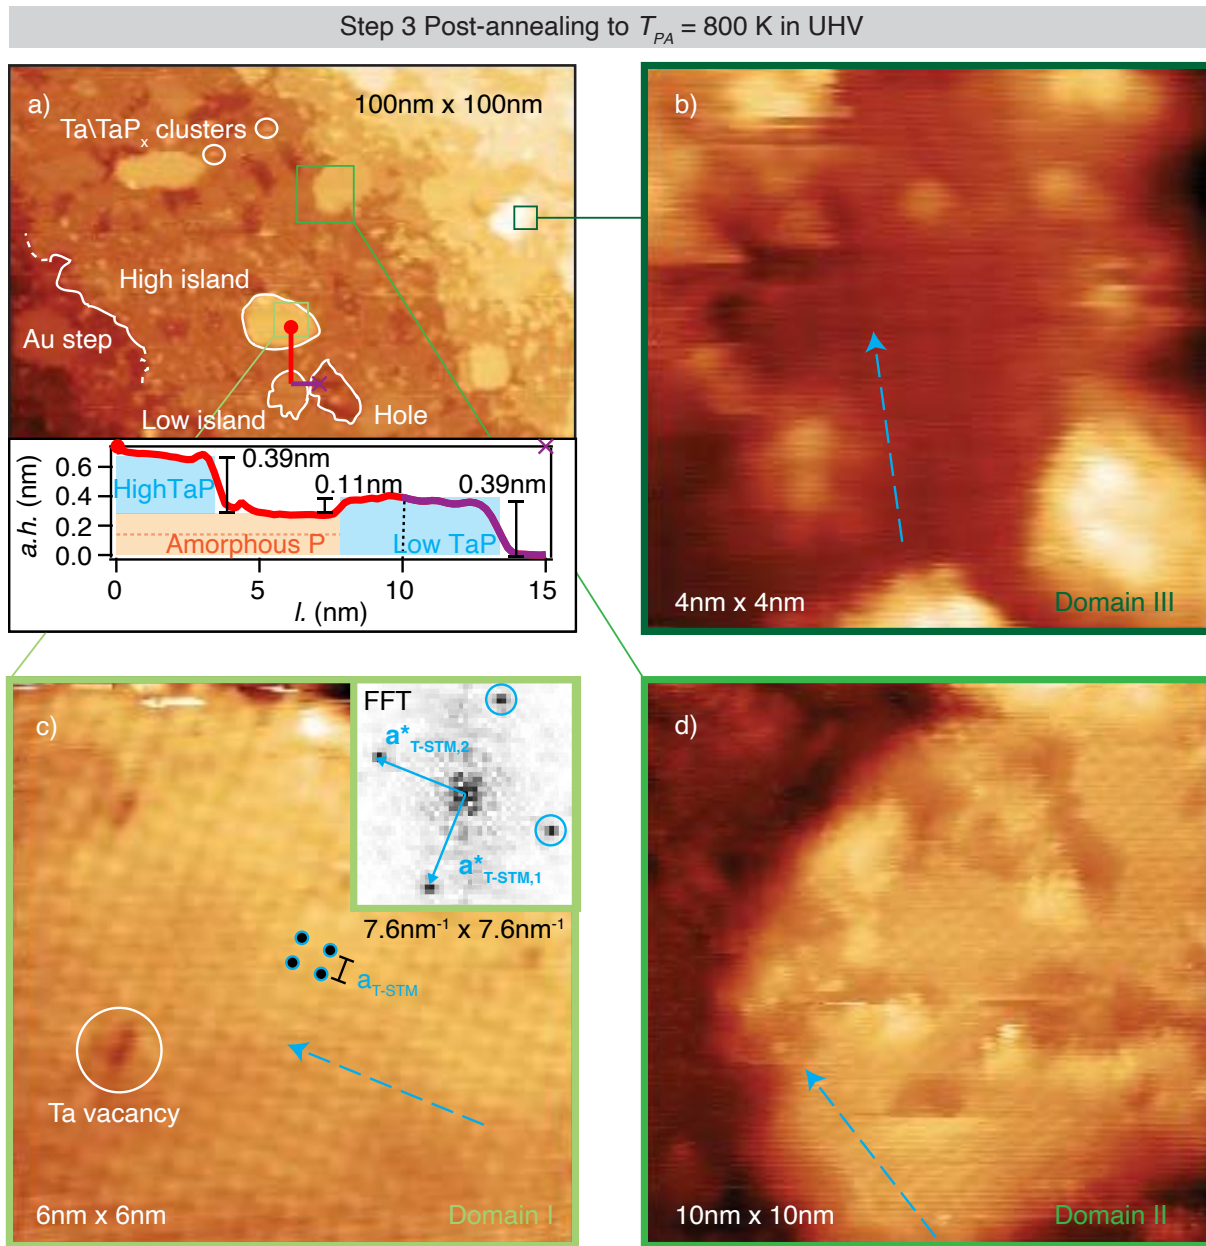 Step 3 Post-annealing to T_PA = 800 K in UHV
a)
100nm x 100nm
Ta\TaP_x clusters
High island
Au step
Low island
Hole
b)
4nm x 4nm
Domain III
a.h. (nm)
0.6
0.4
0.2
0.0
0.39nm
0.11nm
0.39nm
HighTaP
Amorphous P
Low TaP
0
5
10
15
l. (nm)
c)
FFT
a*_T-STM,2
a*_T-STM,1
7.6nm⁻¹ x 7.6nm⁻¹
a_T-STM
Ta vacancy
6nm x 6nm
Domain I
d)
10nm x 10nm
Domain II